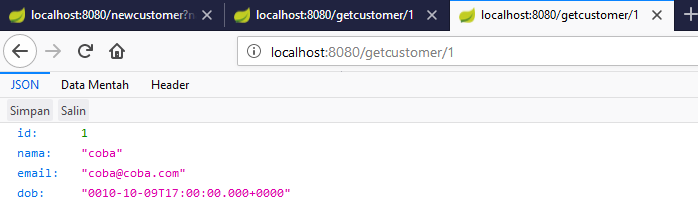 localhost:8080/newcustomer?n localhost:8080/getcustomer/1 localhost:8080/getcustomer/1
localhost:8080/getcustomer/1
JSON Data Mentah Header
Simpan Salin
id: 1
nama: "coba"
email: "coba@coba.com"
dob: "0010-10-09T17:00:00.000+0000"